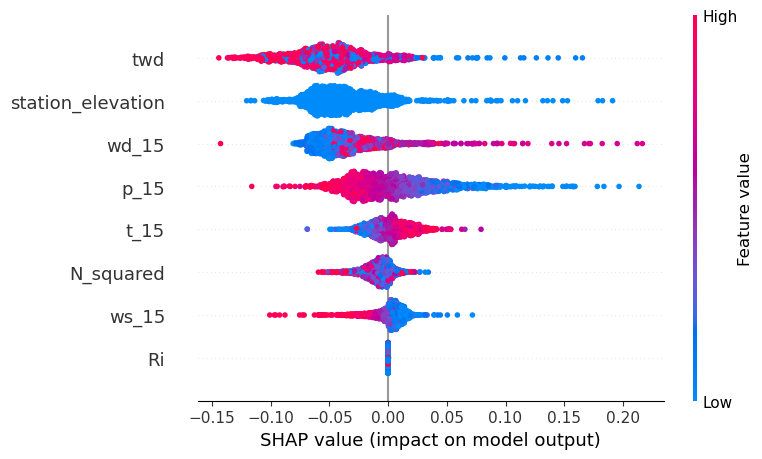 High
twd
station_elevation
wd_15
p_15
t_15
N_squared
ws_15
Ri
Feature value
Low
−0.15 −0.10 −0.05 0.00 0.05 0.10 0.15 0.20
SHAP value (impact on model output)